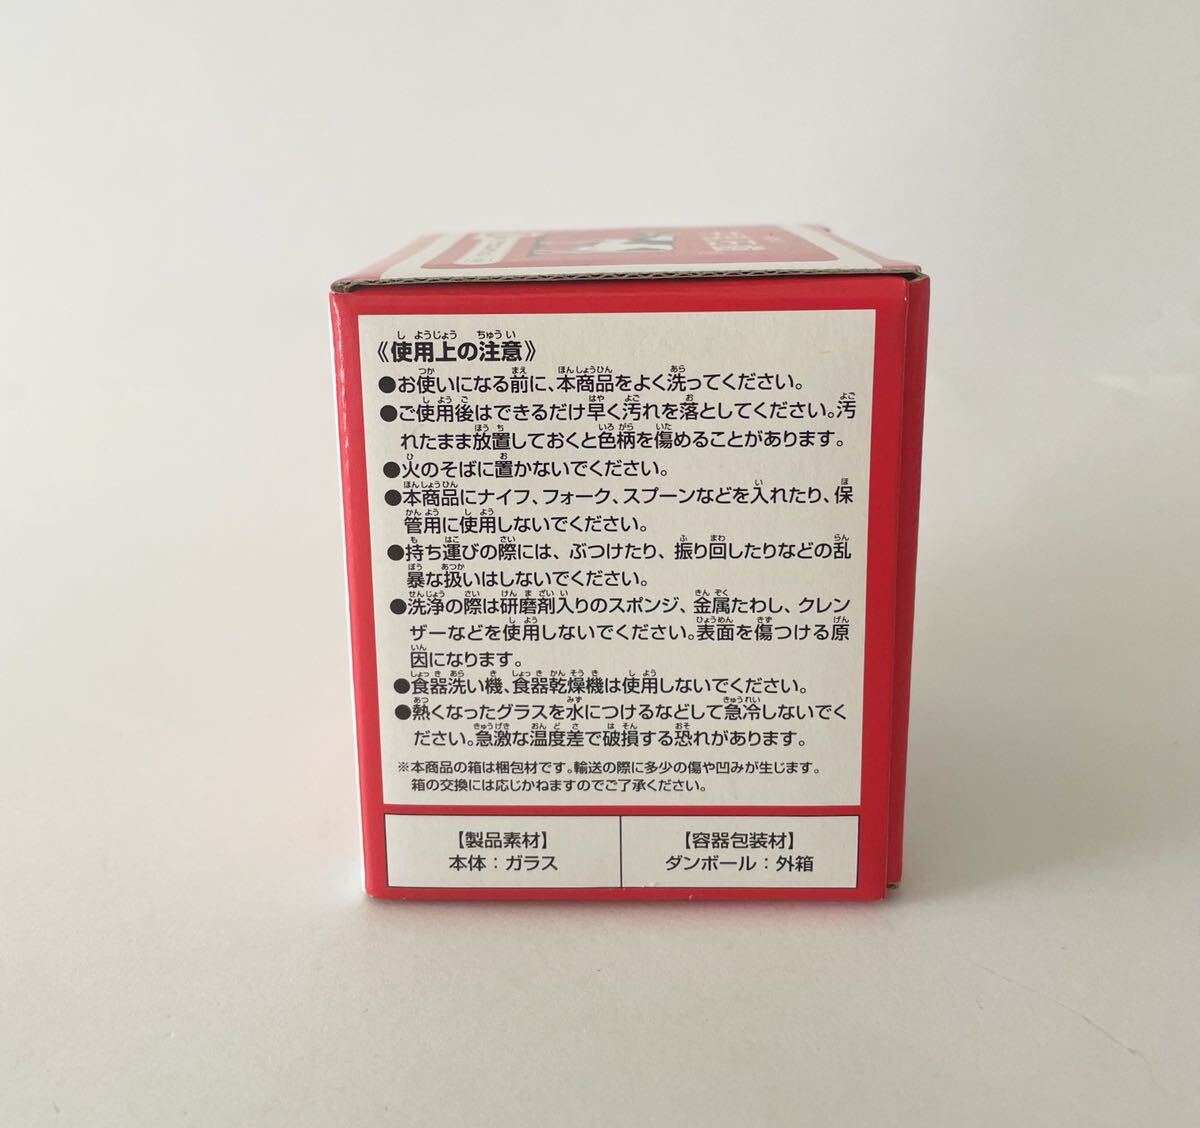 《使用上の注意》
●お使いになる前に、本商品をよく洗ってください。
●ご使用後はできるだけ早く汚れを落としてください。汚
れたまま放置しておくと色柄を傷めることがあります。
●火のそばに置かないでください。
●本商品にナイフ、フォーク、スプーンなどを入れたり、保
管用に使用しないでください。
●持ち運びの際には、ぶつけたり、振り回したりなどの乱
暴な扱いはしないでください。
●洗浄の際は研磨剤入りのスポンジ、金属たわし、クレン
ザーなどを使用しないでください。表面を傷つける原
因になります。
●食器洗い機、食器乾燥機は使用しないでください。
●熱くなったグラスを水につけるなどして急冷しないでく
ださい。急激な温度差で破損する恐れがあります。
※本商品の箱は梱包材です。輸送の際に多少の傷や凹みが生じます。
箱の交換には応じかねますのでご了承ください。
【製品素材】
本体：ガラス
【容器包装材】
ダンボール：外箱